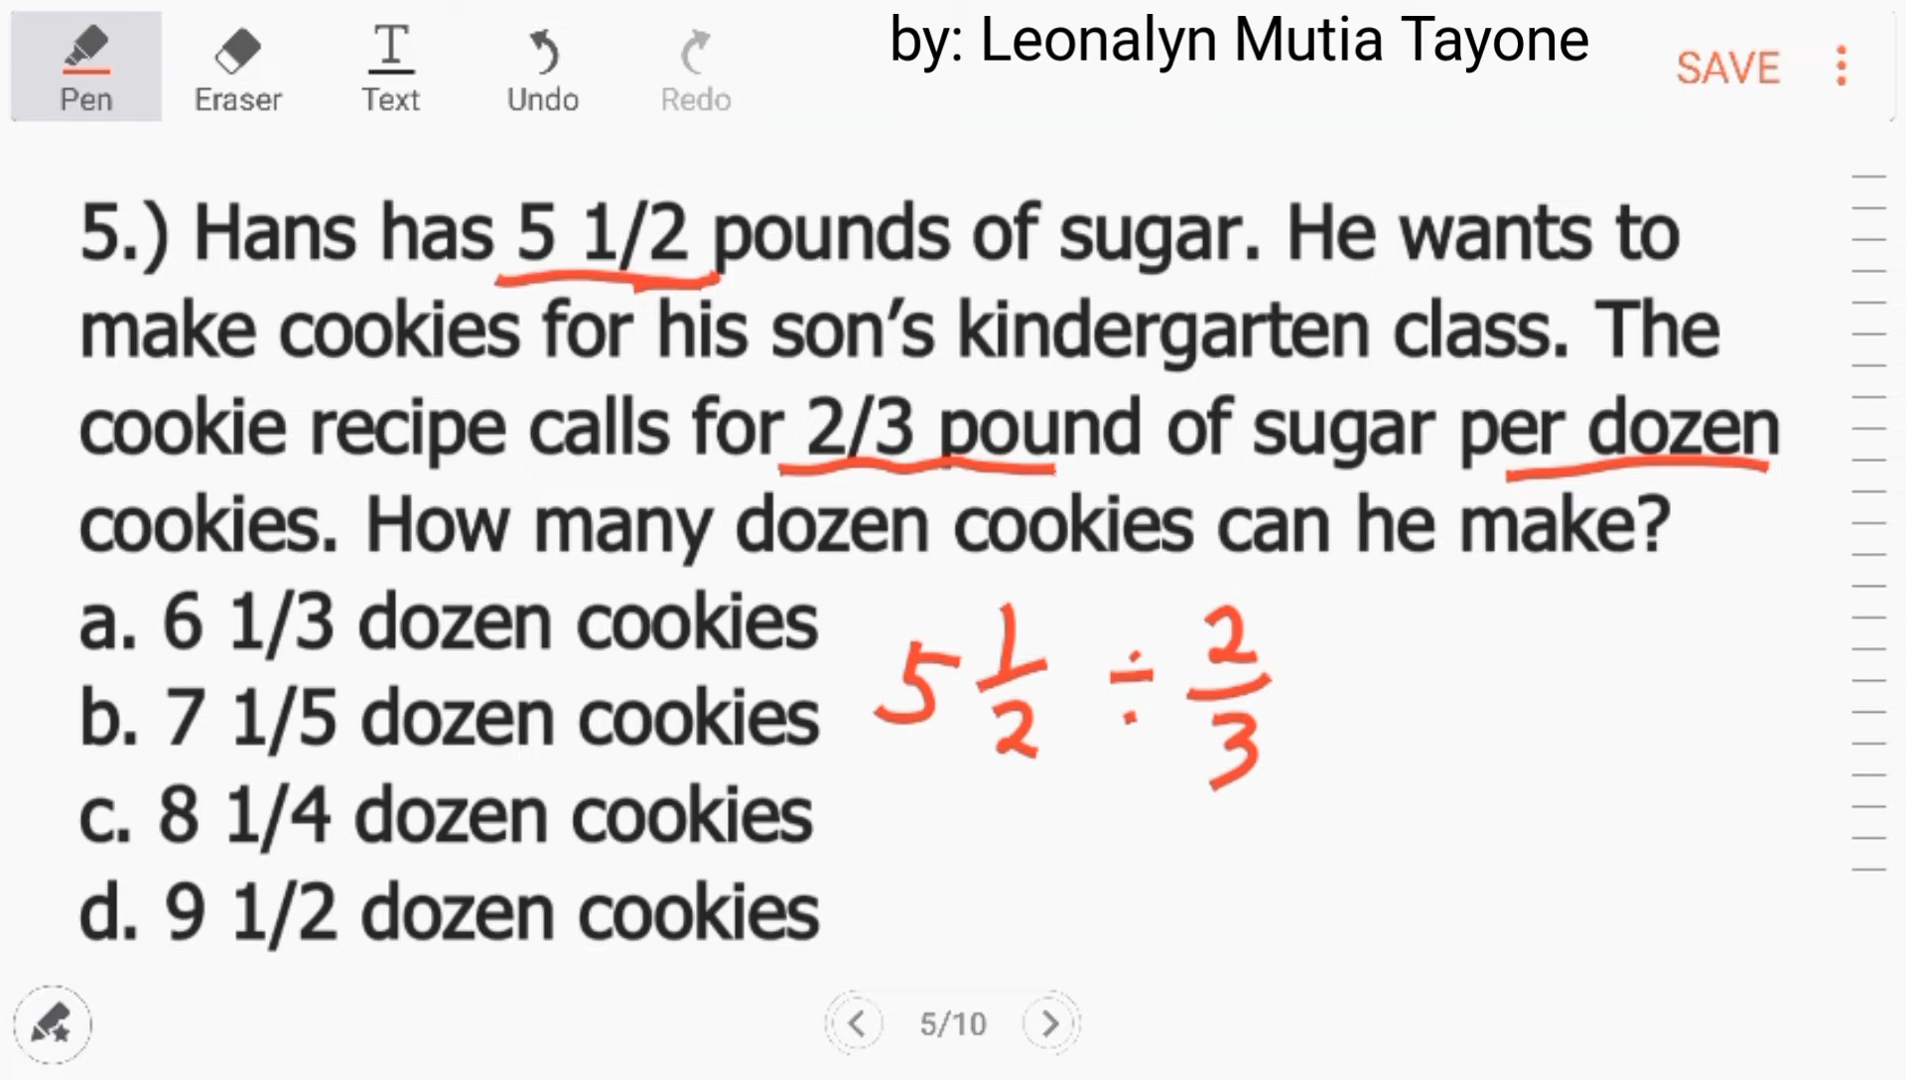 by: Leonalyn Mutia Tayone
Pen
Eraser
Text
Undo
Redo
SAVE
5.) Hans has 5 1/2 pounds of sugar. He wants to
make cookies for his son’s kindergarten class. The
cookie recipe calls for 2/3 pound of sugar per dozen
cookies. How many dozen cookies can he make?
a. 6 1/3 dozen cookies
b. 7 1/5 dozen cookies
c. 8 1/4 dozen cookies
d. 9 1/2 dozen cookies
5 1/2 ÷ 2/3
5/10